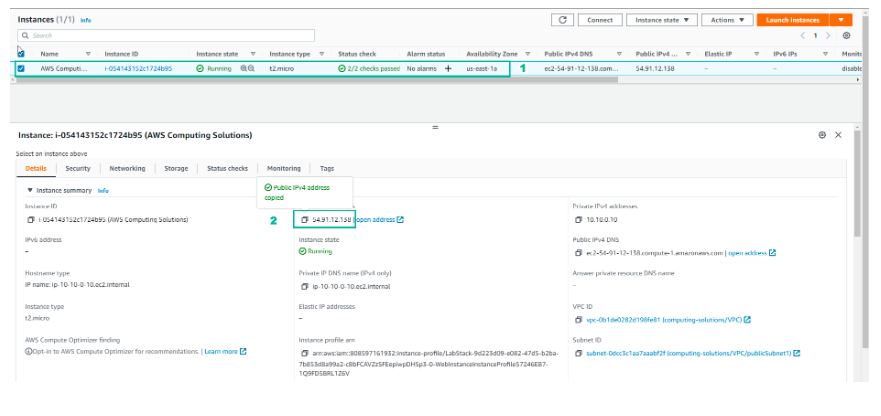 Instances (1/1) Info
Connect Instance state Actions Launch instances
Search
1
Name Instance ID Instance state Instance type Status check Alarm status Availability Zone Public IPv4 DNS Public IPv4 ... Elastic IP IPv6 IPs Monito
AWS Computi... i-054143152c1724b95 Running t2.micro 2/2 checks passed No alarms + us-east-1a 1 ec2-54-91-12-138.com... 54.91.12.138 – – disable
Instance: i-054143152c1724b95 (AWS Computing Solutions)
Select an instance above
Details Security Networking Storage Status checks Monitoring Tags
Instance summary Info
Public IPv4 address
copied
Instance ID
i-054143152c1724b95 (AWS Computing Solutions)
2 54.91.12.138 open address
Private IPv4 addresses
10.10.0.10
IPv6 address
–
Instance state
Running
Public IPv4 DNS
ec2-54-91-12-138.compute-1.amazonaws.com | open address
Hostname type
IP name: ip-10-10-0-10.ec2.internal
Private IP DNS name (IPv4 only)
ip-10-10-0-10.ec2.internal
Answer private resource DNS name
–
Instance type
t2.micro
Elastic IP addresses
–
VPC ID
vpc-0b1de0282d198fe81 (computing-solutions/VPC)
AWS Compute Optimizer finding
Opt-in to AWS Compute Optimizer for recommendations. | Learn more
Instance profile arn
arn:aws:iam::808597161932:instance-profile/LabStack-9d223d09-e082-47d5-b2ba-
7b853d8a99a2-cBbFCAVZzSFEepiwpDHSp3-0-WebInstanceInstanceProfile57246EB7-
1Q9FDSBRL1Z6V
Subnet ID
subnet-0dcc3c1aa7aaabf2f (computing-solutions/VPC/publicSubnet1)